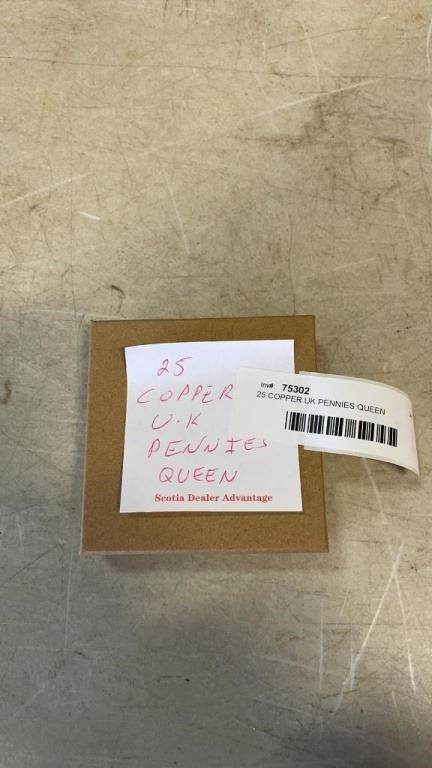 25
COPPER
U.K
PENNIES
QUEEN
Scotia Dealer Advantage
Inv#: 75302
25 COPPER UK PENNIES QUEEN